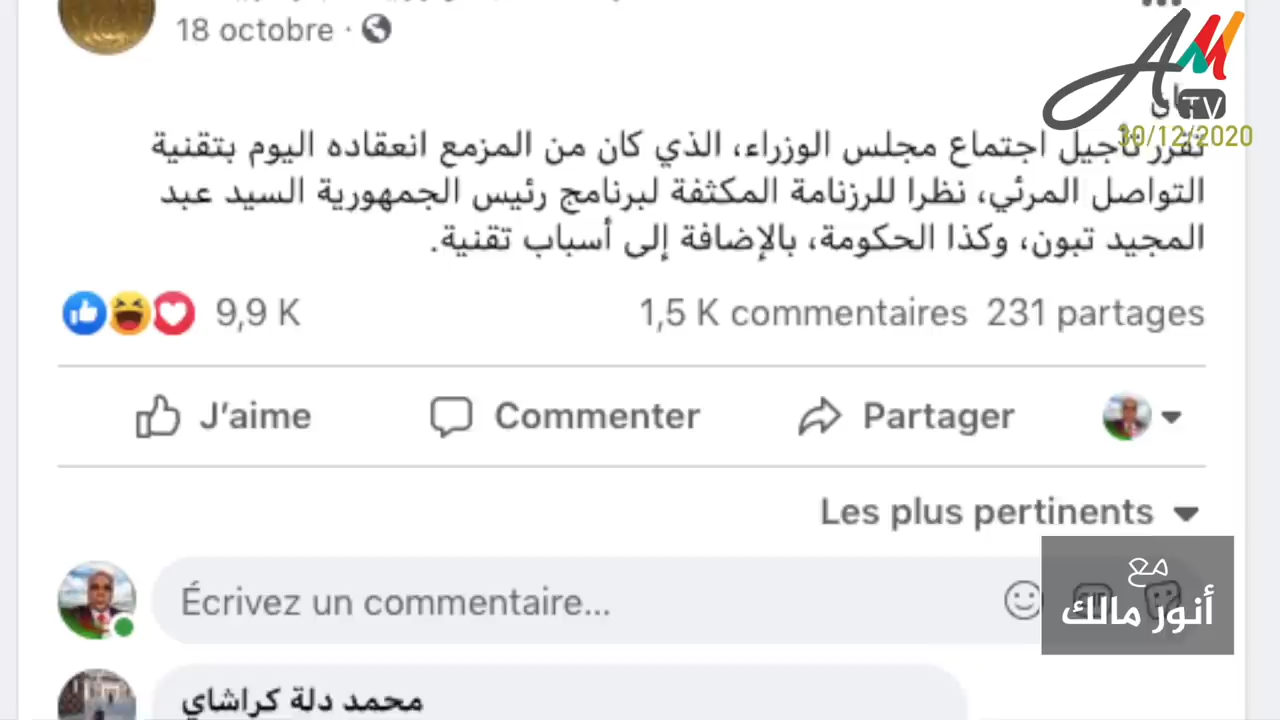 18 octobre ·
تقرر تأجيل اجتماع مجلس الوزراء، الذي كان من المزمع انعقاده اليوم بتقنية
التواصل المرئي، نظرا للرزنامة المكثفة لبرنامج رئيس الجمهورية السيد عبد
المجيد تبون، وكذا الحكومة، بالإضافة إلى أسباب تقنية.
AM
TV
30/12/2020
9,9 K 1,5 K commentaires 231 partages
J'aime Commenter Partager
Les plus pertinents
Écrivez un commentaire...
GIF
مع
أنور مالك
محمد دلة كراشاي